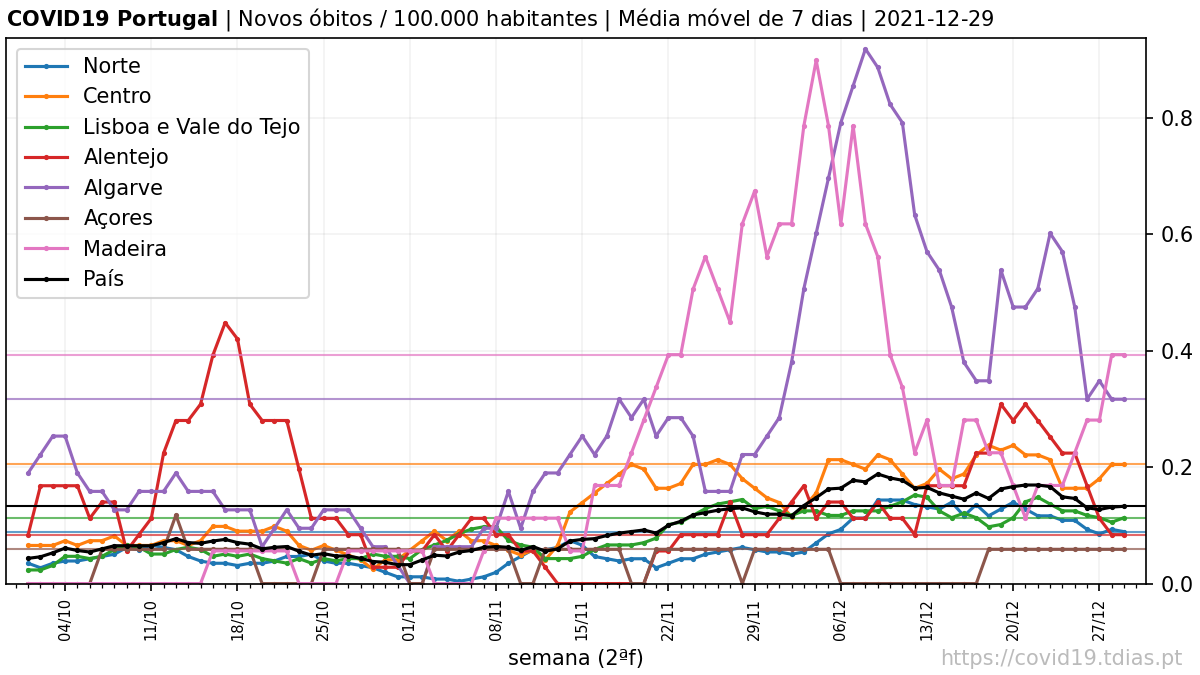 COVID19 Portugal | Novos óbitos / 100.000 habitantes | Média móvel de 7 dias | 2021-12-29
Norte
Centro
Lisboa e Vale do Tejo
Alentejo
Algarve
Açores
Madeira
País
0.8
0.6
0.4
0.2
0.0
04/10
11/10
18/10
25/10
01/11
08/11
15/11
22/11
29/11
06/12
13/12
20/12
27/12
semana (2ªf)
https://covid19.tdias.pt